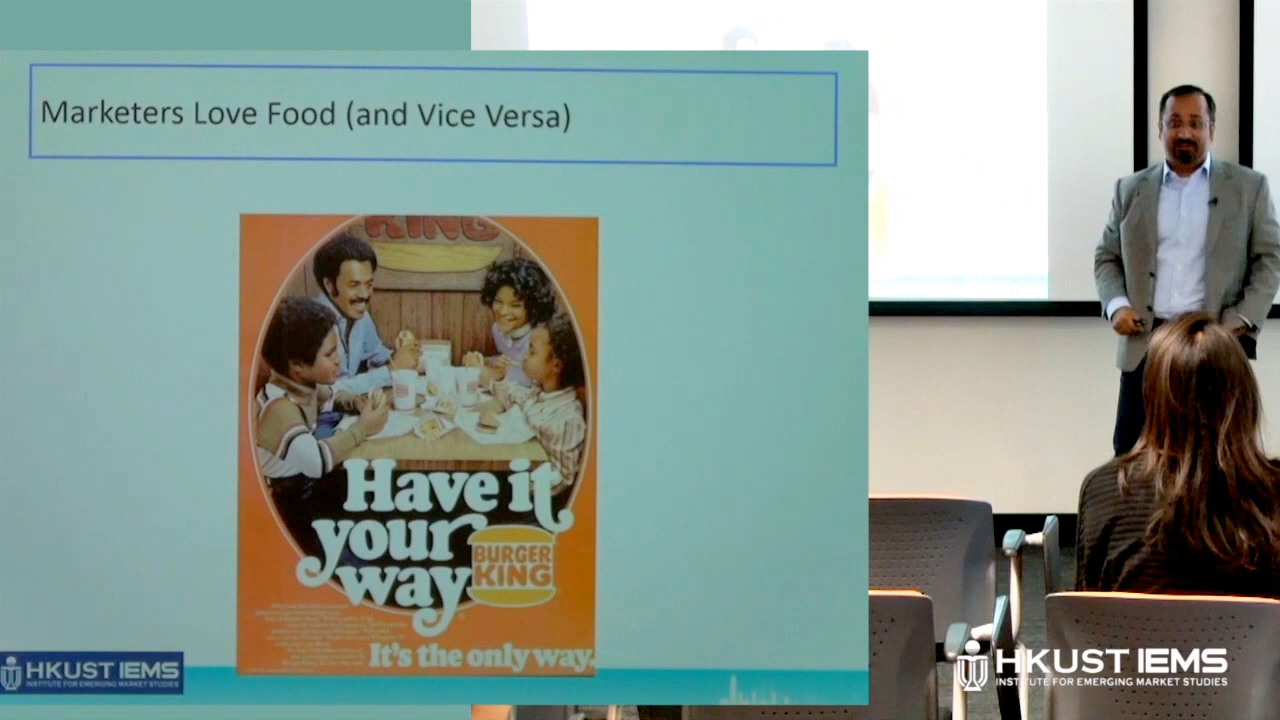 Marketers Love Food (and Vice Versa)
KING
Have it
your
way
BURGER
KING
It's the only way.
HKUST IEMS
INSTITUTE FOR EMERGING MARKET STUDIES
HKUST IEMS
INSTITUTE FOR EMERGING MARKET STUDIES